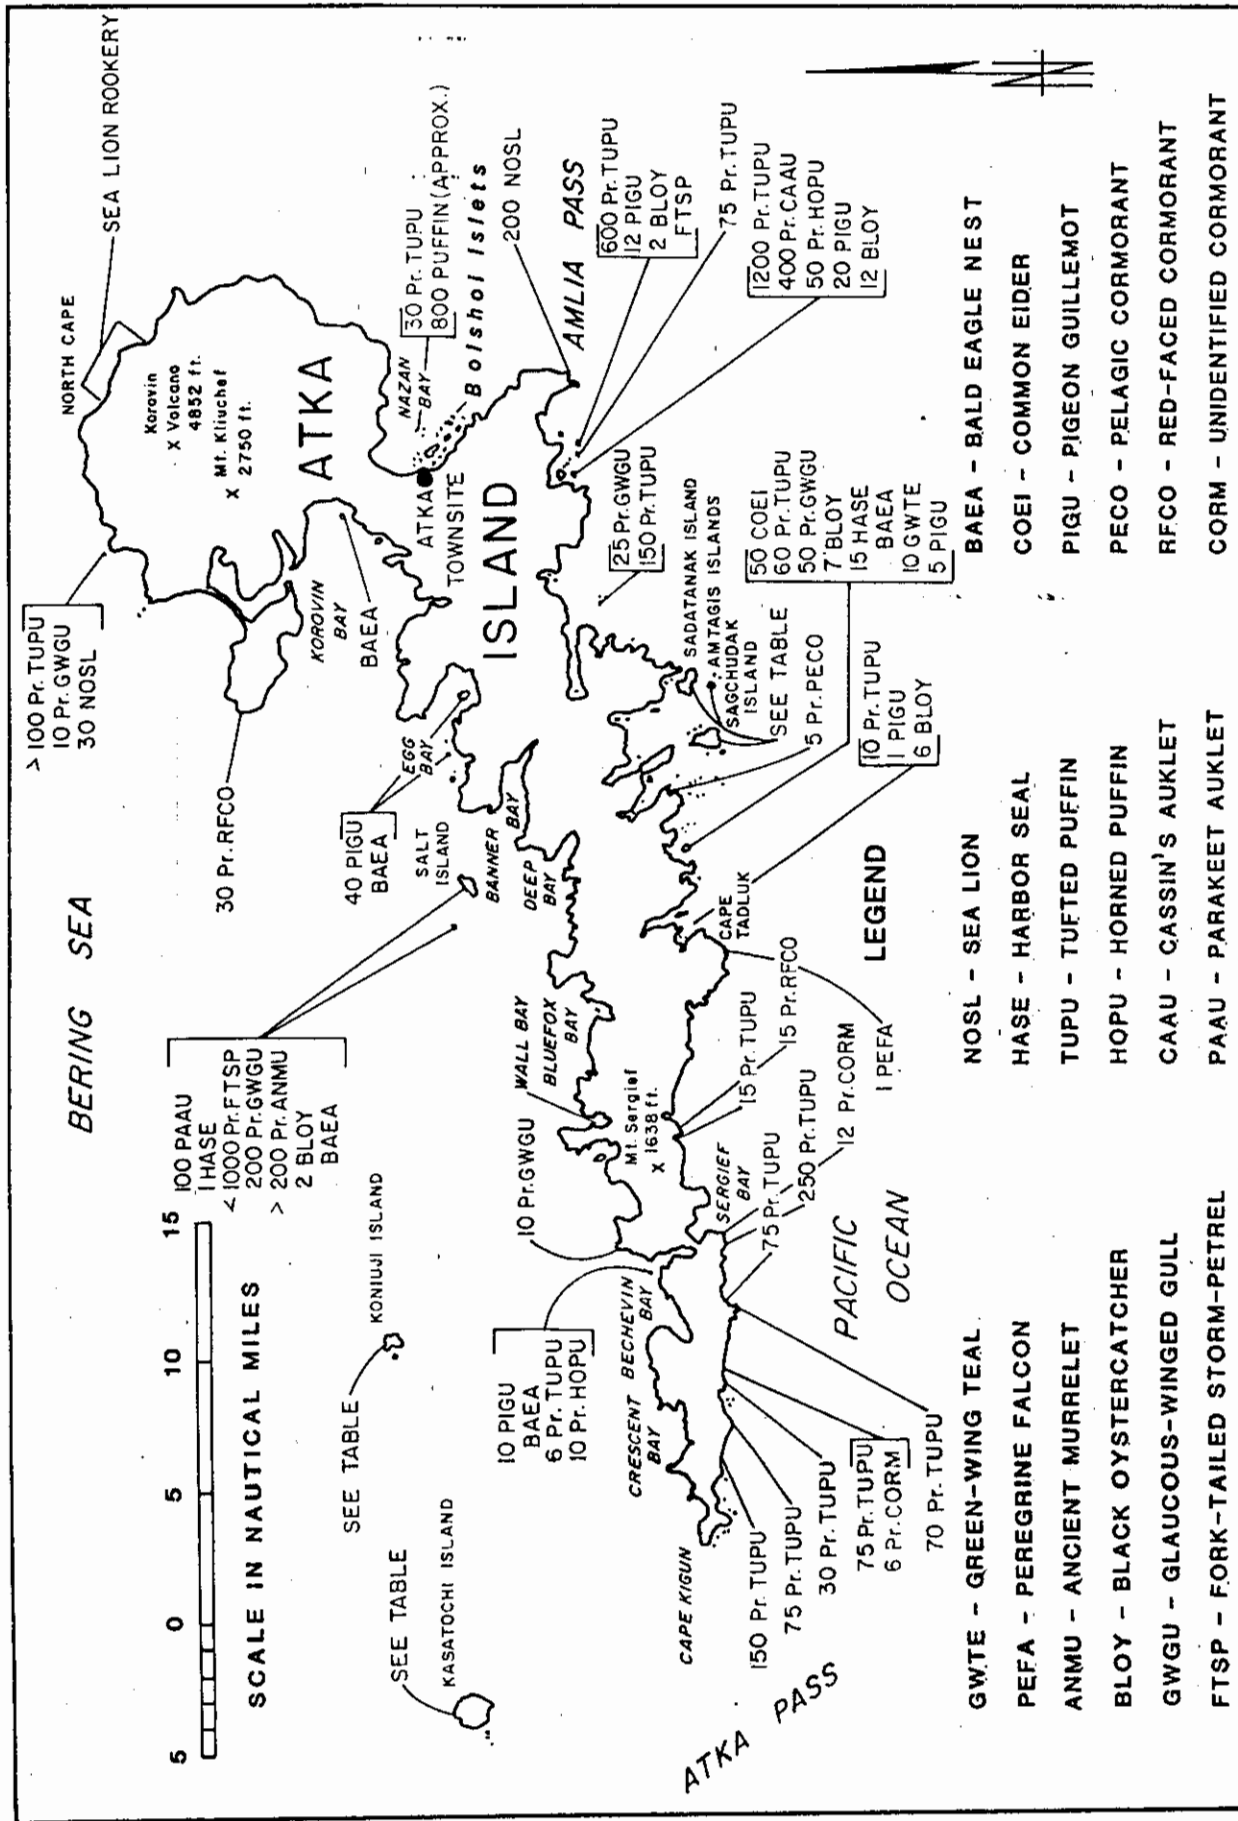 BERING SEA
> 100 Pr. TUPU
10 Pr. GWGU
30 NOSL
30 Pr. RFCO
NORTH CAPE
SEA LION ROOKERY
Korovin
X Volcano
4852 ft.
Mt. Kliuchef
X 2750 ft.
ATKA
ISLAND
KOROVIN
BAY
BAEA
ATKA
TOWNSITE
NAZAN
BAY
30 Pr. TUPU
800 PUFFIN (APPROX.)
Bolshoi Islets
200 NOSL
AMLIA PASS
600 Pr. TUPU
12 PIGU
2 BLOY
FTSP
75 Pr. TUPU
1200 Pr. TUPU
400 Pr. CAAU
50 Pr. HOPU
20 PIGU
12 BLOY
40 PIGU
BAEA
EGG
BAY
SALT
ISLAND
BANNER
BAY
DEEP
BAY
100 PAAU
1 HASE
< 1000 Pr. FTSP
200 Pr. GWGU
> 200 Pr. ANMU
2 BLOY
BAEA
25 Pr. GWGU
150 Pr. TUPU
SADATANAK ISLAND
AMTAGIS ISLANDS
SAGCHUDAK
ISLAND
SEE TABLE
5 Pr. PECO
50 COEI
60 Pr. TUPU
50 Pr. GWGU
7 BLOY
15 HASE
BAEA
10 GWTE
5 PIGU
10 Pr. TUPU
1 PIGU
6 BLOY
CAPE
TADLUK
1 PEFA
WALL BAY
BLUEFOX
BAY
Mt. Sergief
X 1638 ft.
15 Pr. RFCO
15 Pr. TUPU
SERGIEF
BAY
12 Pr. CORM
250 Pr. TUPU
75 Pr. TUPU
PACIFIC
OCEAN
10 Pr. GWGU
10 PIGU
BAEA
6 Pr. TUPU
10 Pr. HOPU
BECHEVIN
BAY
CRESCENT
BAY
CAPE KIGUN
150 Pr. TUPU
75 Pr. TUPU
30 Pr. TUPU
75 Pr. TUPU
6 Pr. CORM
70 Pr. TUPU
ATKA PASS
5 0 5 10 15
SCALE IN NAUTICAL MILES
SEE TABLE
KONIUJI ISLAND
SEE TABLE
KASATOCHI ISLAND
N
LEGEND
GWTE - GREEN-WING TEAL
PEFA - PEREGRINE FALCON
ANMU - ANCIENT MURRELET
BLOY - BLACK OYSTERCATCHER
GWGU - GLAUCOUS-WINGED GULL
FTSP - FORK-TAILED STORM-PETREL
NOSL - SEA LION
HASE - HARBOR SEAL
TUPU - TUFTED PUFFIN
HOPU - HORNED PUFFIN
CAAU - CASSIN'S AUKLET
PAAU - PARAKEET AUKLET
BAEA - BALD EAGLE NEST
COEI - COMMON EIDER
PIGU - PIGEON GUILLEMOT
PECO - PELAGIC CORMORANT
RFCO - RED-FACED CORMORANT
CORM - UNIDENTIFIED CORMORANT